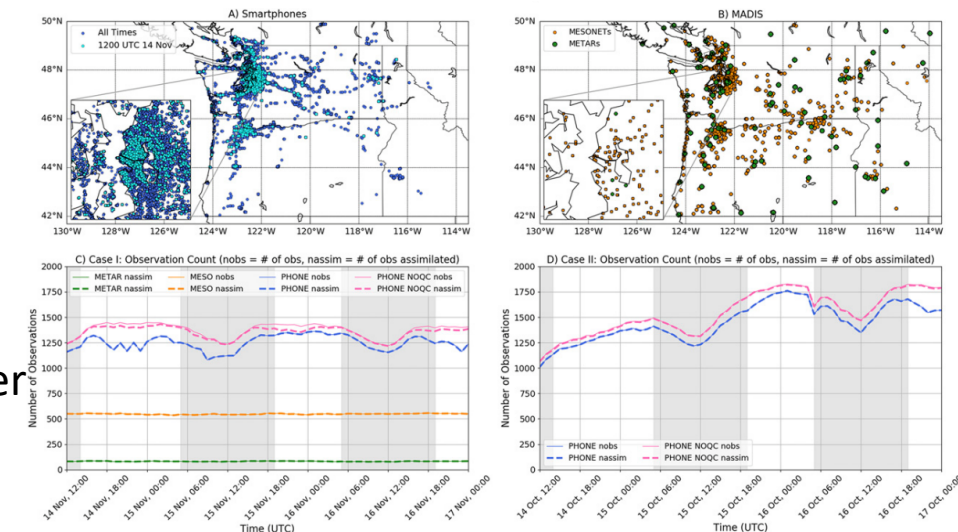 A) Smartphones
50°N
48°N
46°N
44°N
42°N
All Times
1200 UTC 14 Nov
130°W 126°W 124°W 122°W 120°W 118°W 116°W 114°W
B) MADIS
50°N
48°N
46°N
44°N
42°N
MESONETs
METARs
130°W 126°W 124°W 122°W 120°W 118°W 116°W 114°W
er
C) Case I: Observation Count (nobs = # of obs, nassim = # of obs assimilated)
METAR nassim MESO nobs PHONE nobs PHONE NOQC nobs
METAR nassim MESO nassim PHONE nassim PHONE NOQC nassim
Number of Observations
2000
1750
1500
1250
1000
750
500
250
0
14 Nov, 12:00
14 Nov, 18:00
15 Nov, 00:00
15 Nov, 06:00
15 Nov, 12:00
15 Nov, 18:00
16 Nov, 00:00
16 Nov, 06:00
16 Nov, 12:00
16 Nov, 18:00
17 Nov, 00:00
Time (UTC)
D) Case II: Observation Count (nobs = # of obs, nassim = # of obs assimilated)
Number of Observations
2000
1750
1500
1250
1000
750
500
250
0
PHONE nobs PHONE NOQC nobs
PHONE nassim PHONE NOQC nassim
14 Oct, 12:00
14 Oct, 18:00
15 Oct, 00:00
15 Oct, 06:00
15 Oct, 12:00
15 Oct, 18:00
16 Oct, 00:00
16 Oct, 06:00
16 Oct, 12:00
16 Oct, 18:00
17 Oct, 00:00
Time (UTC)